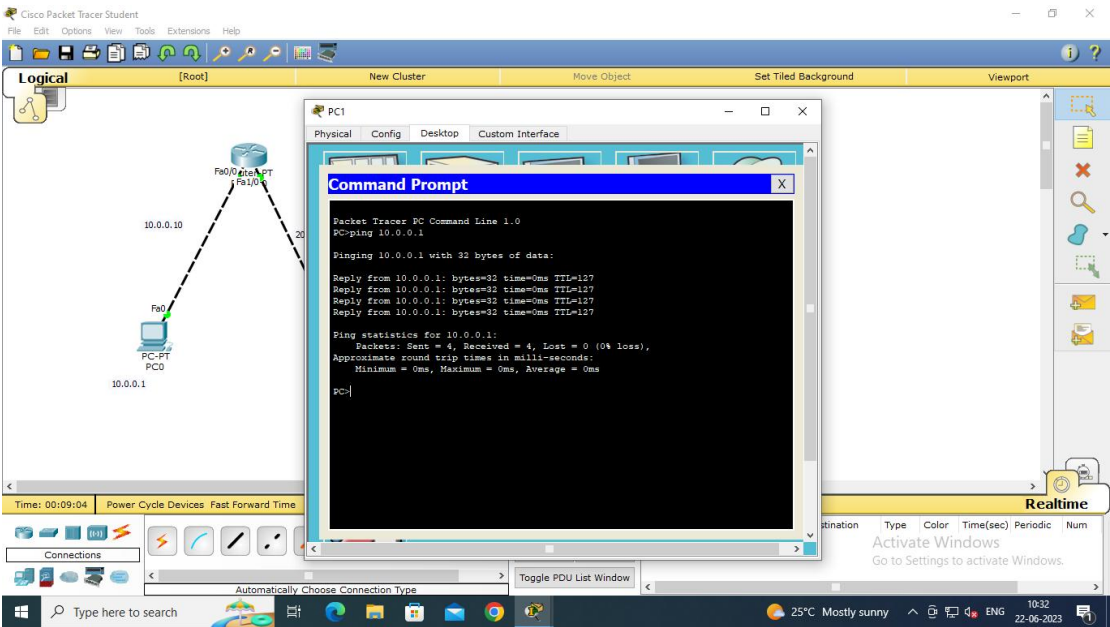 Cisco Packet Tracer Student
File Edit Options View Tools Extensions Help
Logical [Root] New Cluster Move Object Set Tiled Background Viewport
PC1
Physical Config Desktop Custom Interface
Command Prompt X
Packet Tracer PC Command Line 1.0
PC>ping 10.0.0.1
Pinging 10.0.0.1 with 32 bytes of data:
Reply from 10.0.0.1: bytes=32 time=0ms TTL=127
Reply from 10.0.0.1: bytes=32 time=0ms TTL=127
Reply from 10.0.0.1: bytes=32 time=0ms TTL=127
Reply from 10.0.0.1: bytes=32 time=0ms TTL=127
Ping statistics for 10.0.0.1:
Packets: Sent = 4, Received = 4, Lost = 0 (0% loss),
Approximate round trip times in milli-seconds:
Minimum = 0ms, Maximum = 0ms, Average = 0ms
PC>
Fa0/0
Fa1/0
10.0.0.10
20
Fa0
PC-PT
PC0
10.0.0.1
Time: 00:09:04 Power Cycle Devices Fast Forward Time Realtime
Connections
Automatically Choose Connection Type
Toggle PDU List Window
Type Color Time(sec) Periodic Num
Activate Windows
Go to Settings to activate Windows.
Type here to search
25°C Mostly sunny ENG 10:32
22-06-2023